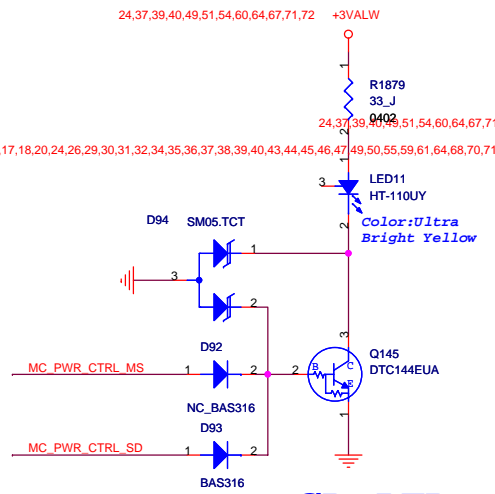 24,37,39,40,49,51,54,60,64,67,71,72 +3VALW
1
R1879
33_J
0402
2
24,37,39,40,49,51,54,60,64,67,71
17,18,20,24,26,29,30,31,32,34,35,36,37,38,39,40,43,44,45,46,47,49,50,55,59,61,64,68,70,71
1
3
LED11
HT-110UY
2
Color:Ultra
Bright Yellow
D94 SM05.TCT
1
3
2
D92
MC_PWR_CTRL_MS 1 2
NC_BAS316
2 B C E
3
Q145
DTC144EUA
1
D93
MC_PWR_CTRL_SD 1 2
BAS316